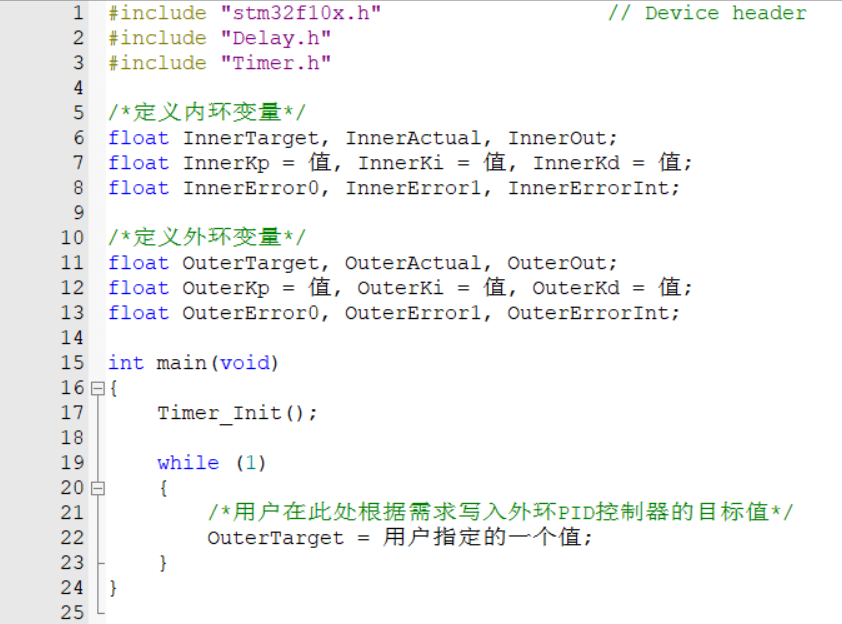 1 #include "stm32f10x.h" // Device header
2 #include "Delay.h"
3 #include "Timer.h"
4
5 /*定义内环变量*/
6 float InnerTarget, InnerActual, InnerOut;
7 float InnerKp = 值, InnerKi = 值, InnerKd = 值;
8 float InnerError0, InnerError1, InnerErrorInt;
9
10 /*定义外环变量*/
11 float OuterTarget, OuterActual, OuterOut;
12 float OuterKp = 值, OuterKi = 值, OuterKd = 值;
13 float OuterError0, OuterError1, OuterErrorInt;
14
15 int main(void)
16 {
17 Timer_Init();
18
19 while (1)
20 {
21 /*用户在此处根据需求写入外环PID控制器的目标值*/
22 OuterTarget = 用户指定的一个值;
23 }
24 }
25